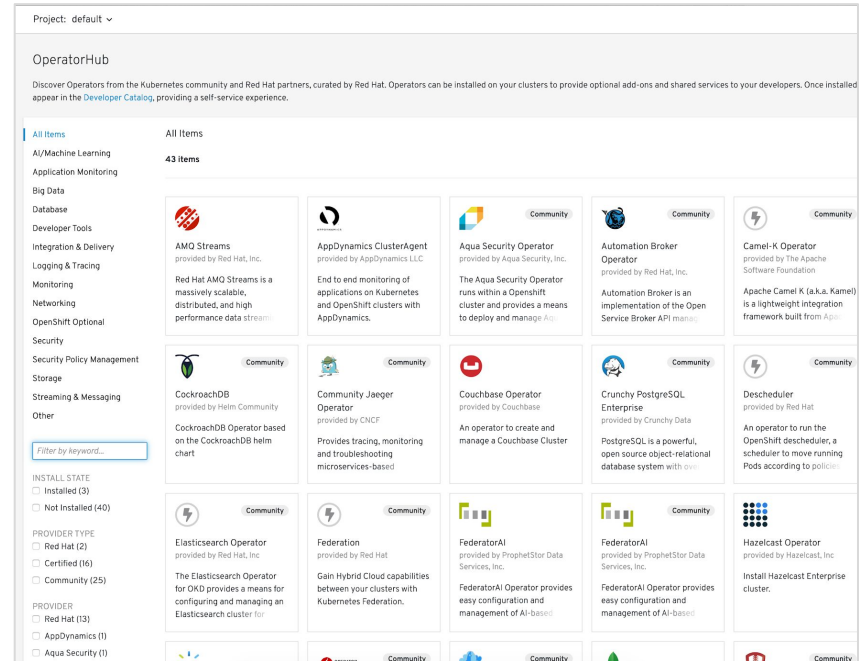 Project: default
OperatorHub
Discover Operators from the Kubernetes community and Red Hat partners, curated by Red Hat. Operators can be installed on your clusters to provide optional add-ons and shared services to your developers. Once installed
appear in the Developer Catalog, providing a self-service experience.
All Items
AI/Machine Learning
Application Monitoring
Big Data
Database
Developer Tools
Integration & Delivery
Logging & Tracing
Monitoring
Networking
OpenShift Optional
Security
Security Policy Management
Storage
Streaming & Messaging
Other
Filter by keyword...
INSTALL STATE
Installed (3)
Not Installed (40)
PROVIDER TYPE
Red Hat (2)
Certified (16)
Community (25)
PROVIDER
Red Hat (13)
AppDynamics (1)
Aqua Security (1)
All Items
43 items
AMQ Streams
provided by Red Hat, Inc.
Red Hat AMQ Streams is a
massively scalable,
distributed, and high
performance data streami
APPDYNAMICS
AppDynamics ClusterAgent
provided by AppDynamics LLC
End to end monitoring of
applications on Kubernetes
and OpenShift clusters with
AppDynamics.
Community
Aqua Security Operator
provided by Aqua Security, Inc.
The Aqua Security Operator
runs within a Openshift
cluster and provides a means
to deploy and manage Aq
Community
Automation Broker
Operator
provided by Red Hat, Inc.
Automation Broker is an
implementation of the Open
Service Broker API manag
Community
Camel-K Operator
provided by The Apache
Software Foundation
Apache Camel K (a.k.a. Kamel)
is a lightweight integration
framework built from Apa
Community
CockroachDB
provided by Helm Community
CockroachDB Operator based
on the CockroachDB helm
chart
Community
Community Jaeger
Operator
provided by CNCF
Provides tracing, monitoring
and troubleshooting
microservices-based
Couchbase Operator
provided by Couchbase
An operator to create and
manage a Couchbase Cluster
Community
Crunchy PostgreSQL
Enterprise
provided by Crunchy Data
PostgreSQL is a powerful,
open source object-relational
database system with ove
Community
Descheduler
provided by Red Hat
An operator to run the
OpenShift descheduler, a
scheduler to move running
Pods according to policies
Community
Elasticsearch Operator
provided by Red Hat, Inc
The Elasticsearch Operator
for OKD provides a means for
configuring and managing an
Elasticsearch cluster for
Community
Federation
provided by Red Hat
Gain Hybrid Cloud capabilities
between your clusters with
Kubernetes Federation.
FederatorAI
provided by ProphetStor Data
Services, Inc.
FederatorAI Operator provides
easy configuration and
management of AI-based
Community
FederatorAI
provided by ProphetStor Data
Services, Inc.
FederatorAI Operator provides
easy configuration and
management of AI-based
Hazelcast Operator
provided by Hazelcast, Inc
Install Hazelcast Enterprise
cluster.
Community
Community
Community